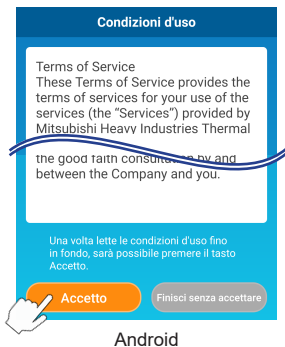 Condizioni d'uso
Terms of Service
These Terms of Service provides the
terms of services for your use of the
services (the “Services”) provided by
Mitsubishi Heavy Industries Thermal
the good faith consultation by and
between the Company and you.
Una volta lette le condizioni d'uso fino
in fondo, sarà possibile premere il tasto
Accetto.
Accetto
Finisci senza accettare
Android